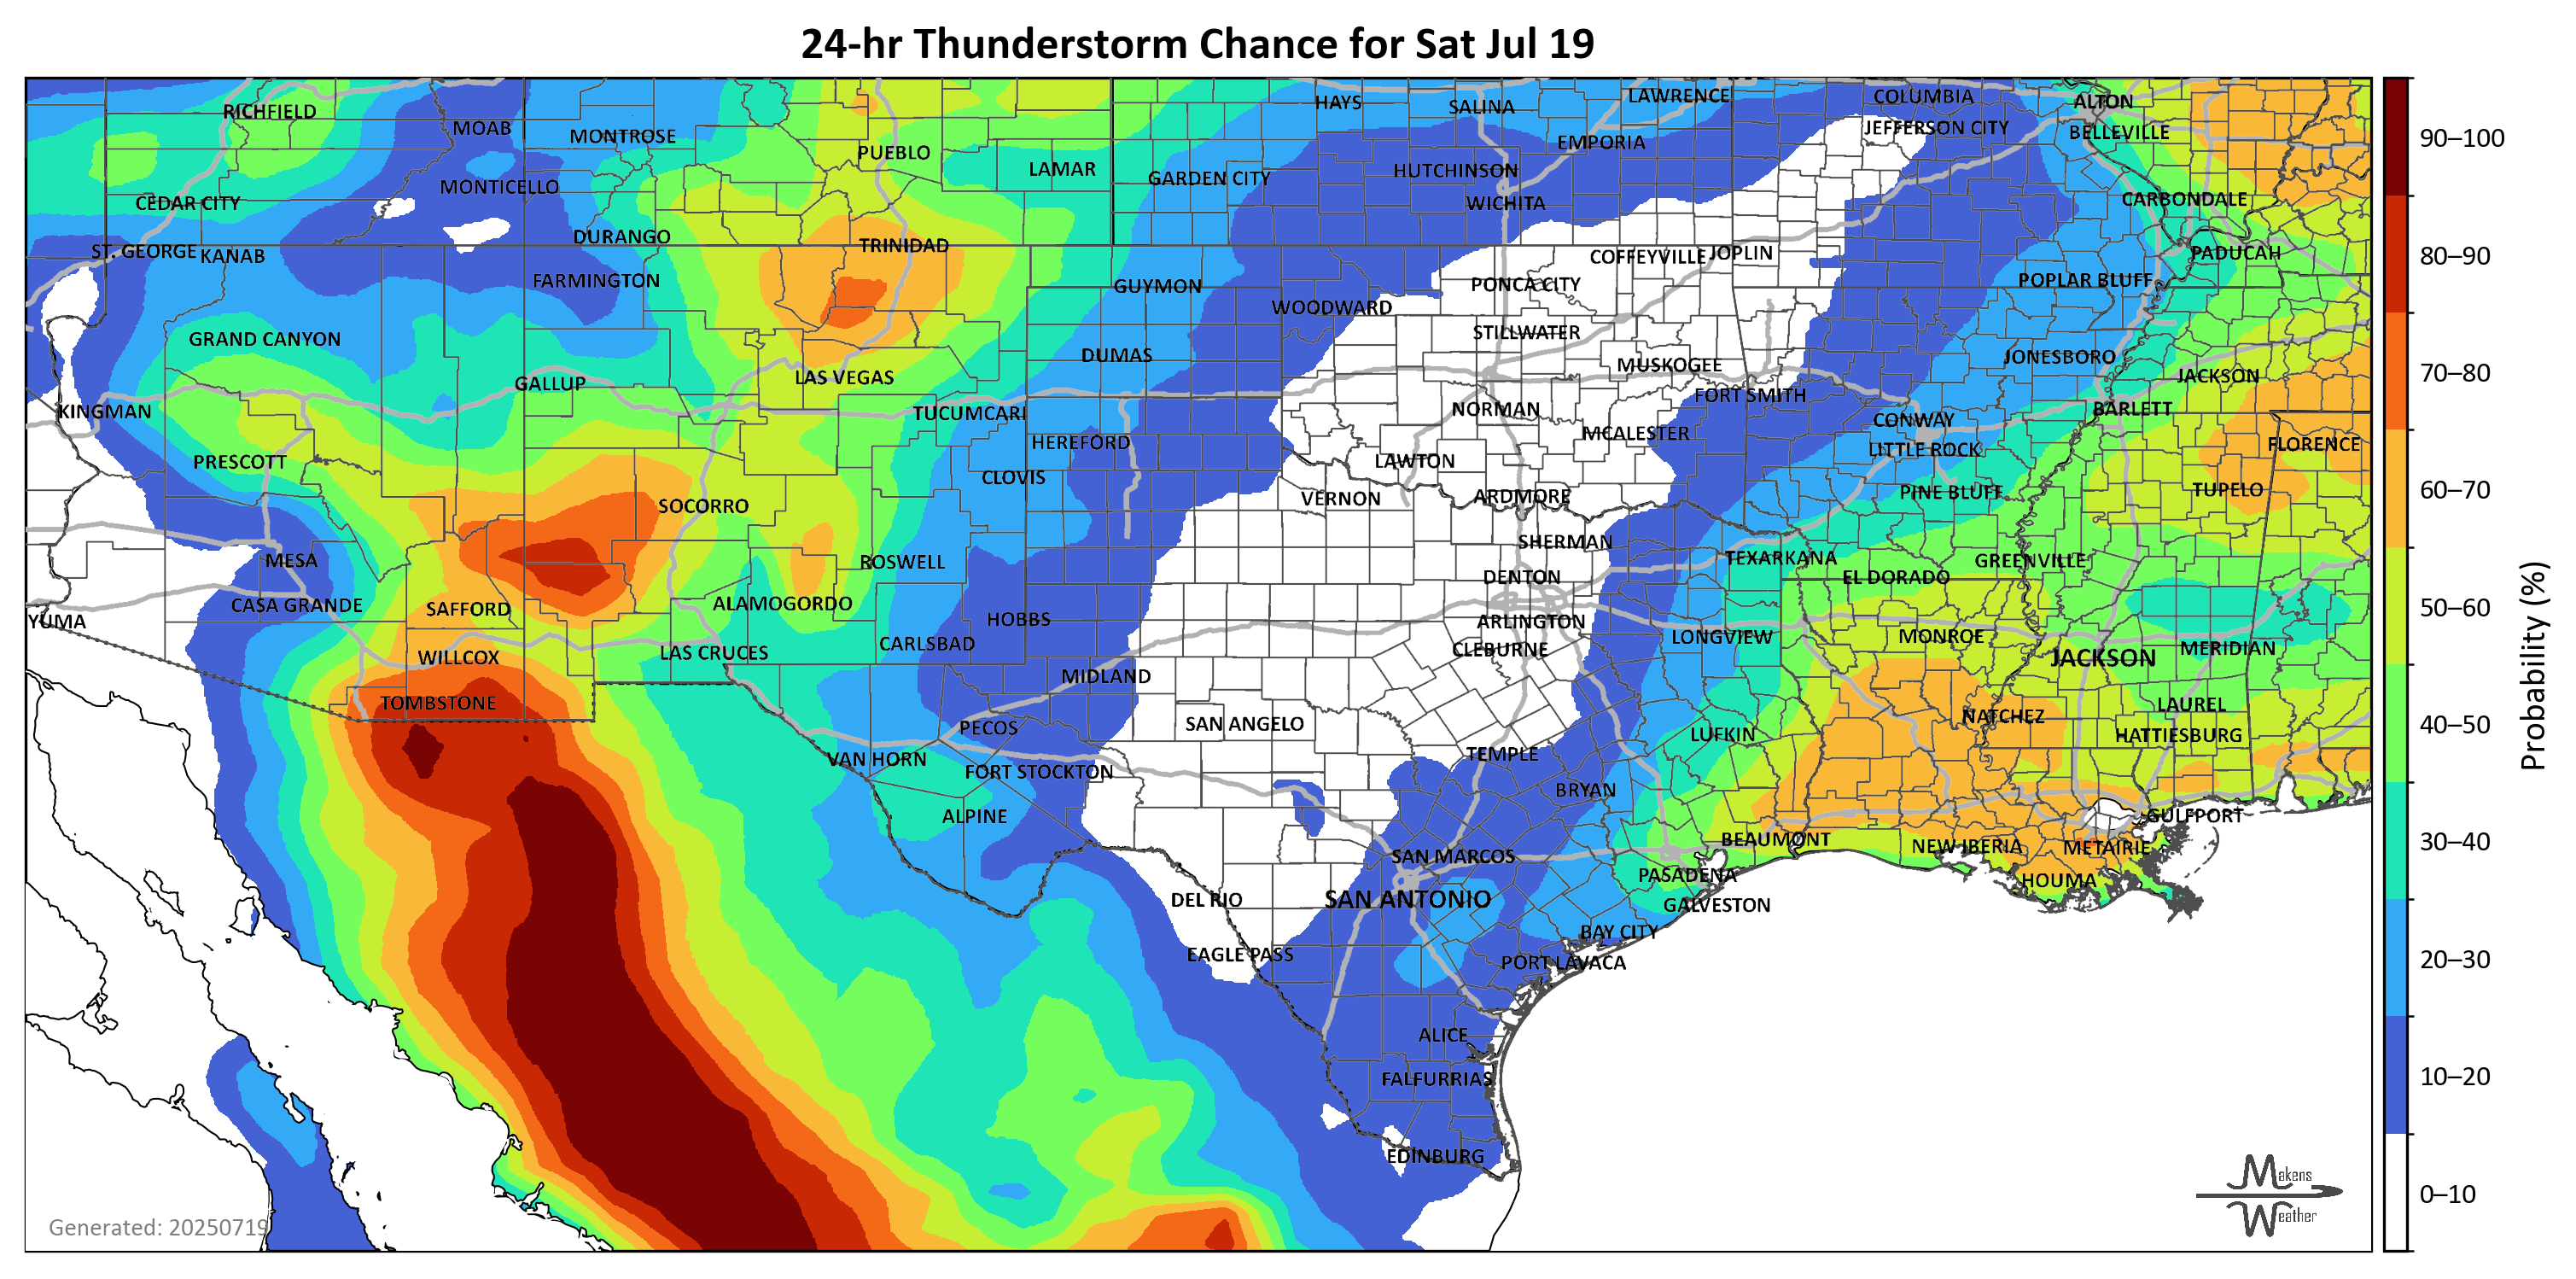 24-hr Thunderstorm Chance for Sat Jul 19
RICHFIELD
MOAB
MONTROSE
PUEBLO
LAMAR
HAYS
SALINA
LAWRENCE
COLUMBIA
ALTON
JEFFERSON CITY
BELLEVILLE
EMPORIA
HUTCHINSON
GARDEN CITY
MONTICELLO
CEDAR CITY
WICHITA
CARBONDALE
DURANGO
TRINIDAD
ST. GEORGE
KANAB
COFFEYVILLE
JOPLIN
PADUCAH
FARMINGTON
GUYMON
PONCA CITY
POPLAR BLUFF
WOODWARD
GRAND CANYON
STILLWATER
DUMAS
JONESBORO
MUSKOGEE
GALLUP
LAS VEGAS
JACKSON
FORT SMITH
KINGMAN
TUCUMCARI
NORMAN
BARLETT
CONWAY
HEREFORD
MCALESTER
FLORENCE
LITTLE ROCK
PRESCOTT
LAWTON
CLOVIS
VERNON
ARDMORE
PINE BLUFF
TUPELO
SOCORRO
SHERMAN
MESA
ROSWELL
TEXARKANA
GREENVILLE
DENTON
EL DORADO
CASA GRANDE
SAFFORD
ALAMOGORDO
YUMA
HOBBS
ARLINGTON
LONGVIEW
MONROE
CARLSBAD
CLEBURNE
MERIDIAN
LAS CRUCES
WILLCOX
JACKSON
MIDLAND
TOMBSTONE
LAUREL
NATCHEZ
PECOS
SAN ANGELO
LUFKIN
HATTIESBURG
TEMPLE
VAN HORN
FORT STOCKTON
BRYAN
ALPINE
GULFPORT
BEAUMONT
NEW IBERIA
METAIRIE
SAN MARCOS
PASADENA
HOUMA
DEL RIO
SAN ANTONIO
GALVESTON
BAY CITY
EAGLE PASS
PORT LAVACA
ALICE
FALFURRIAS
EDINBURG
Generated: 20250719
Makens
Weather
90–100
80–90
70–80
60–70
50–60
40–50
30–40
20–30
10–20
0–10
Probability (%)